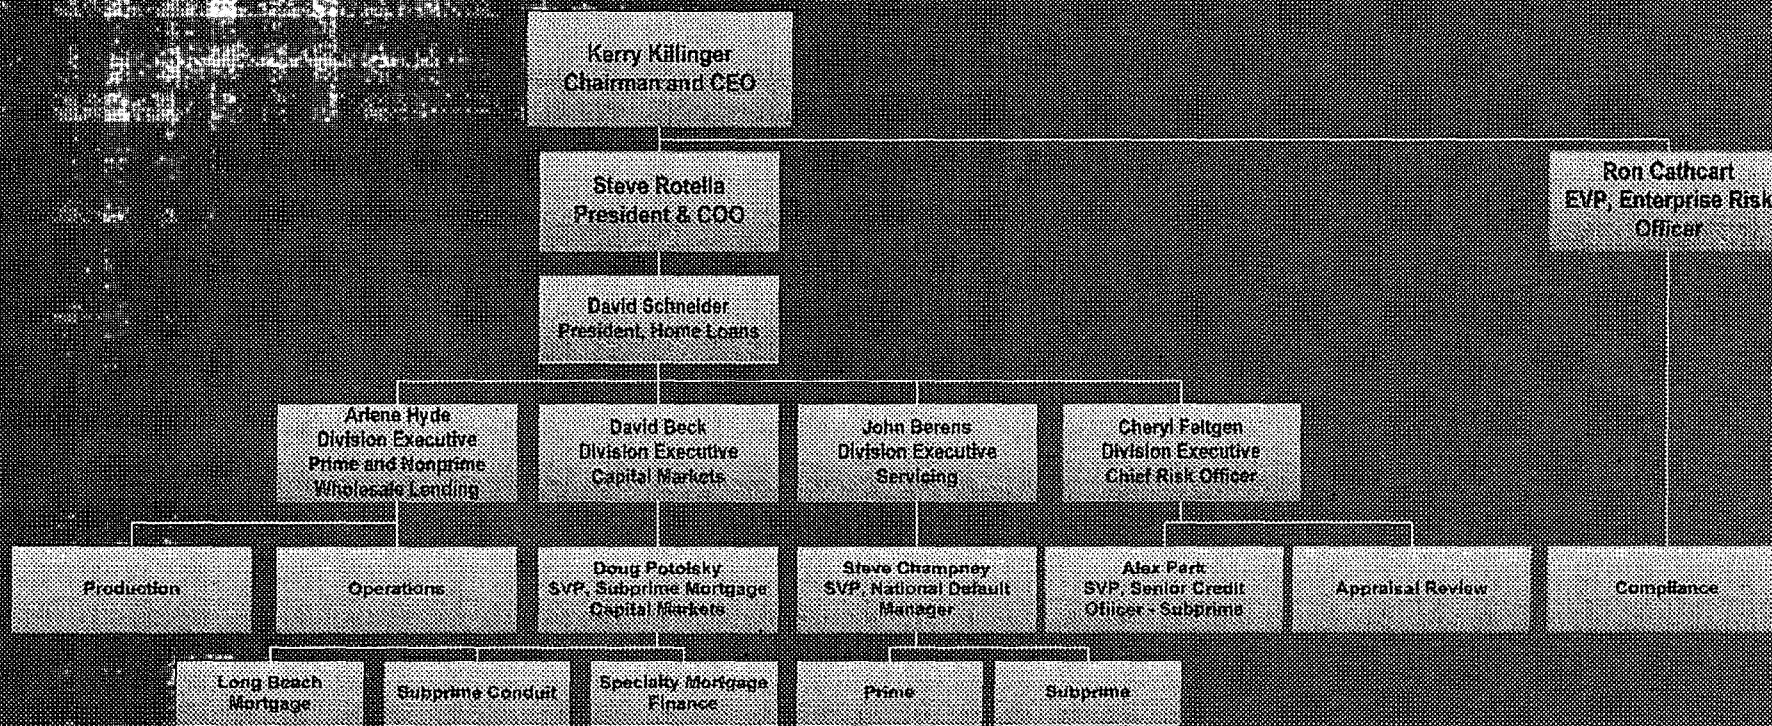 Kerry Killinger
Chairman and CEO
Steve Rotella
President & COO
Ron Cathcart
EVP, Enterprise Risk
Officer
David Schneider
President, Home Loans
Arlene Hyde
Division Executive
Prime and Nonprime
Wholesale Lending
David Beck
Division Executive
Capital Markets
John Berens
Division Executive
Servicing
Cheryl Feltgen
Division Executive
Chief Risk Officer
Production
Operations
Doug Potolsky
SVP, Subprime Mortgage
Capital Markets
Steve Champney
SVP, National Default
Manager
Alex Park
SVP, Senior Credit
Officer - Subprime
Appraisal Review
Compliance
Long Beach
Mortgage
Subprime Conduit
Specialty Mortgage
Finance
Prime
Subprime